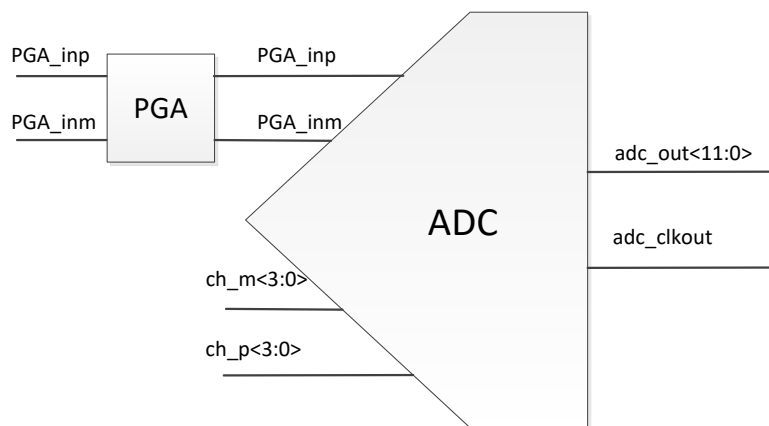 PGA_inp
PGA_inp
PGA
PGA_inm
PGA_inm
adc_out<11:0>
ADC
adc_clkout
ch_m<3:0>
ch_p<3:0>